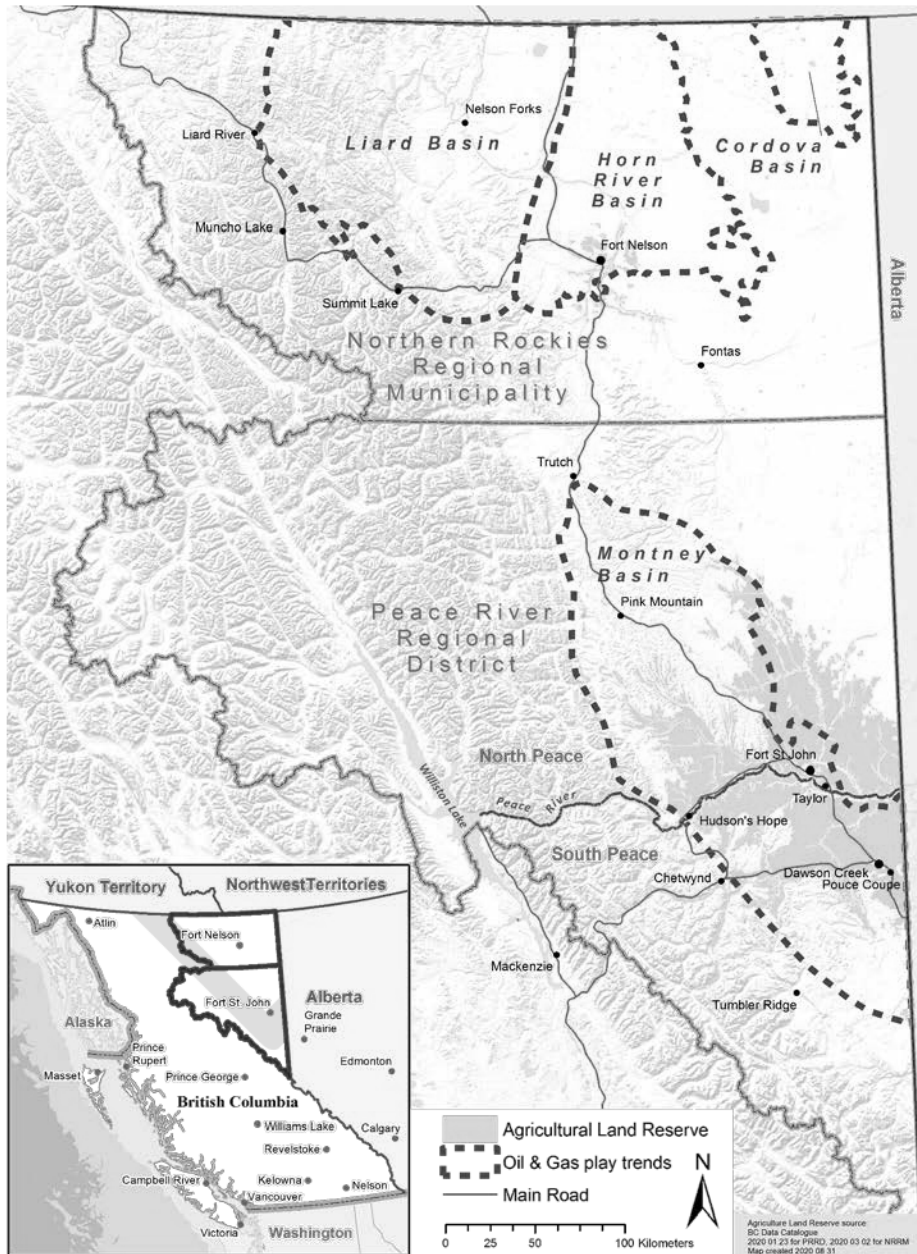 Nelson Forks
Liard River
Liard Basin
Cordova
Basin
Horn
River
Basin
Muncho Lake
Fort Nelson
Summit Lake
Alberta
Northern Rockies
Regional
Municipality
Fontas
Trutch
Montney
Basin
Pink Mountain
Peace River
Regional
District
North Peace
Fort St. John
Williston Lake
Peace River
Taylor
Hudson's Hope
South Peace
Chetwynd
Dawson Creek
Pouce Coupe
Mackenzie
Tumbler Ridge
Yukon Territory
NorthwestTerritories
Atlin
Fort Nelson
Fort St. John
Alberta
Grande
Prairie
Alaska
Prince
Rupert
Edmonton
Masset
Prince George
British Columbia
Williams Lake
Calgary
Revelstoke
Campbell River
Kelowna
Nelson
Vancouver
Victoria
Washington
Agricultural Land Reserve
Oil & Gas play trends
Main Road
N
0 25 50 100 Kilometers
Agriculture Land Reserve source:
BC Data Catalogue
2020 01 23 for PRRD, 2020 03 02 for NRRM
Map created 2020 08 31